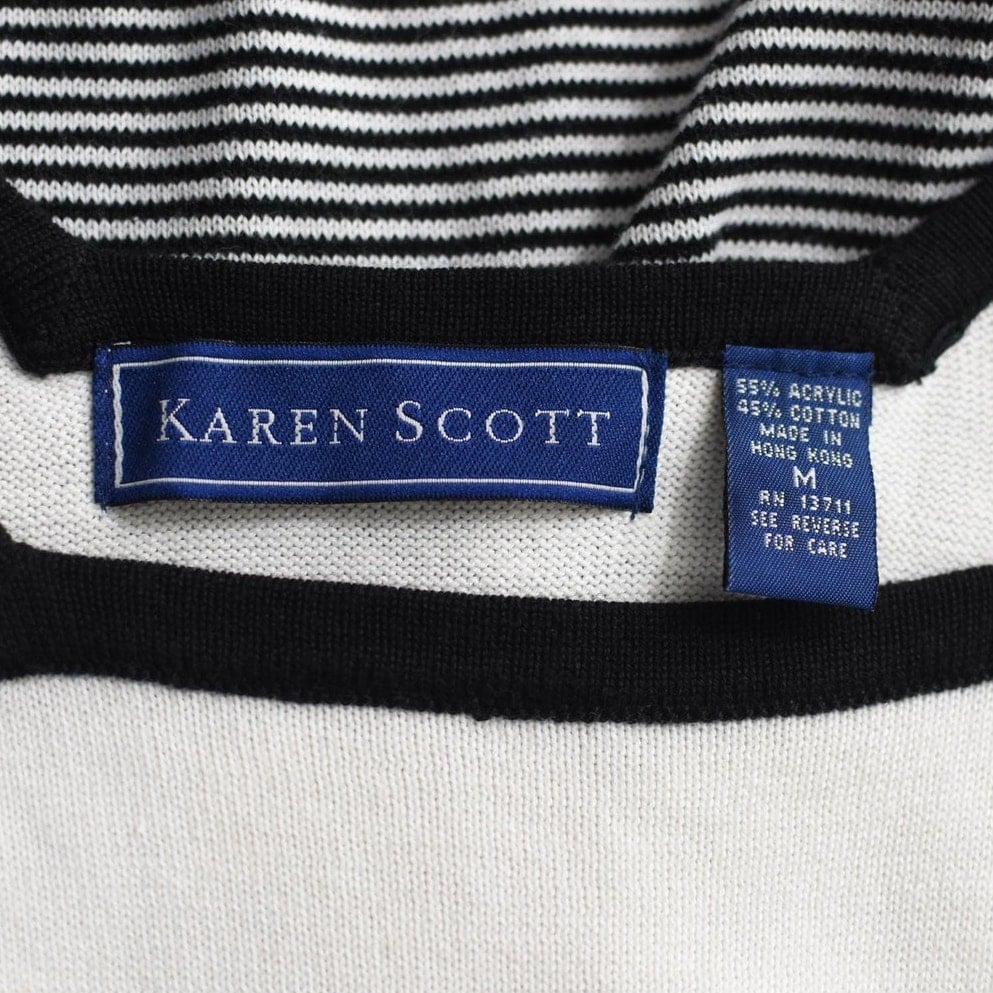 KAREN SCOTT
55% ACRYLIC
45% COTTON
MADE IN
HONG KONG
M
RN 13711
SEE REVERSE
FOR CARE